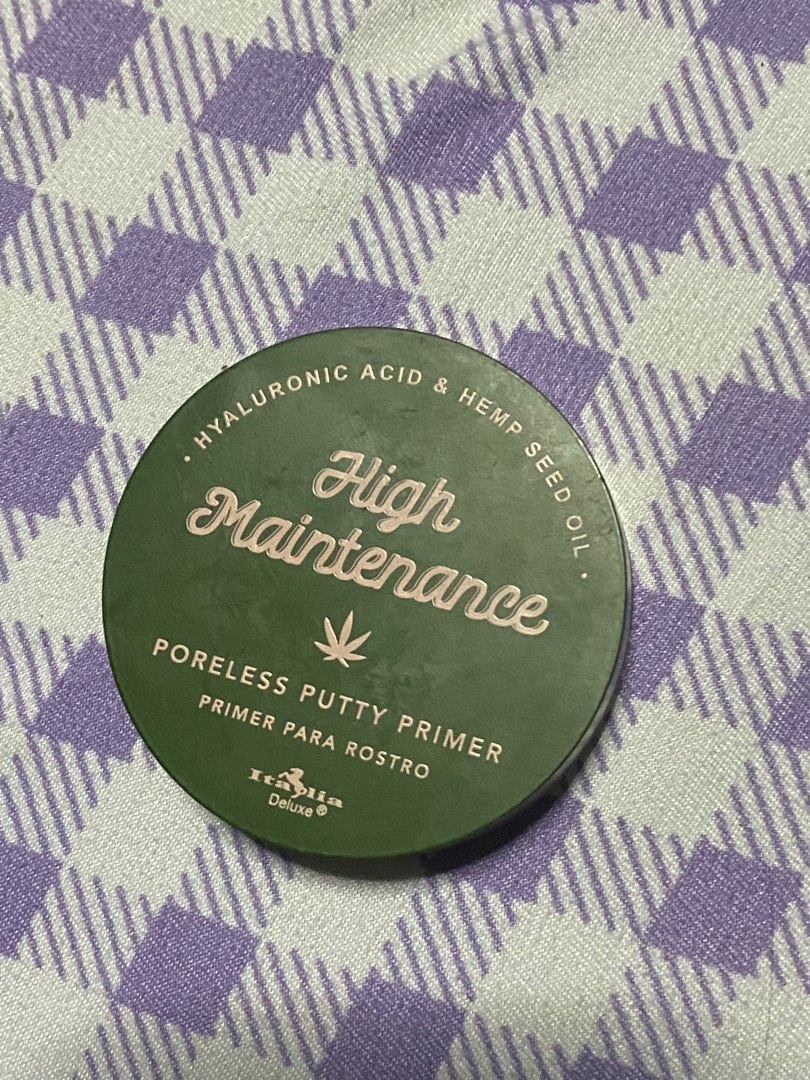 • HYALURONIC ACID & HEMP SEED OIL •
High
Maintenance
PORELESS PUTTY PRIMER
PRIMER PARA ROSTRO
Italia
Deluxe®